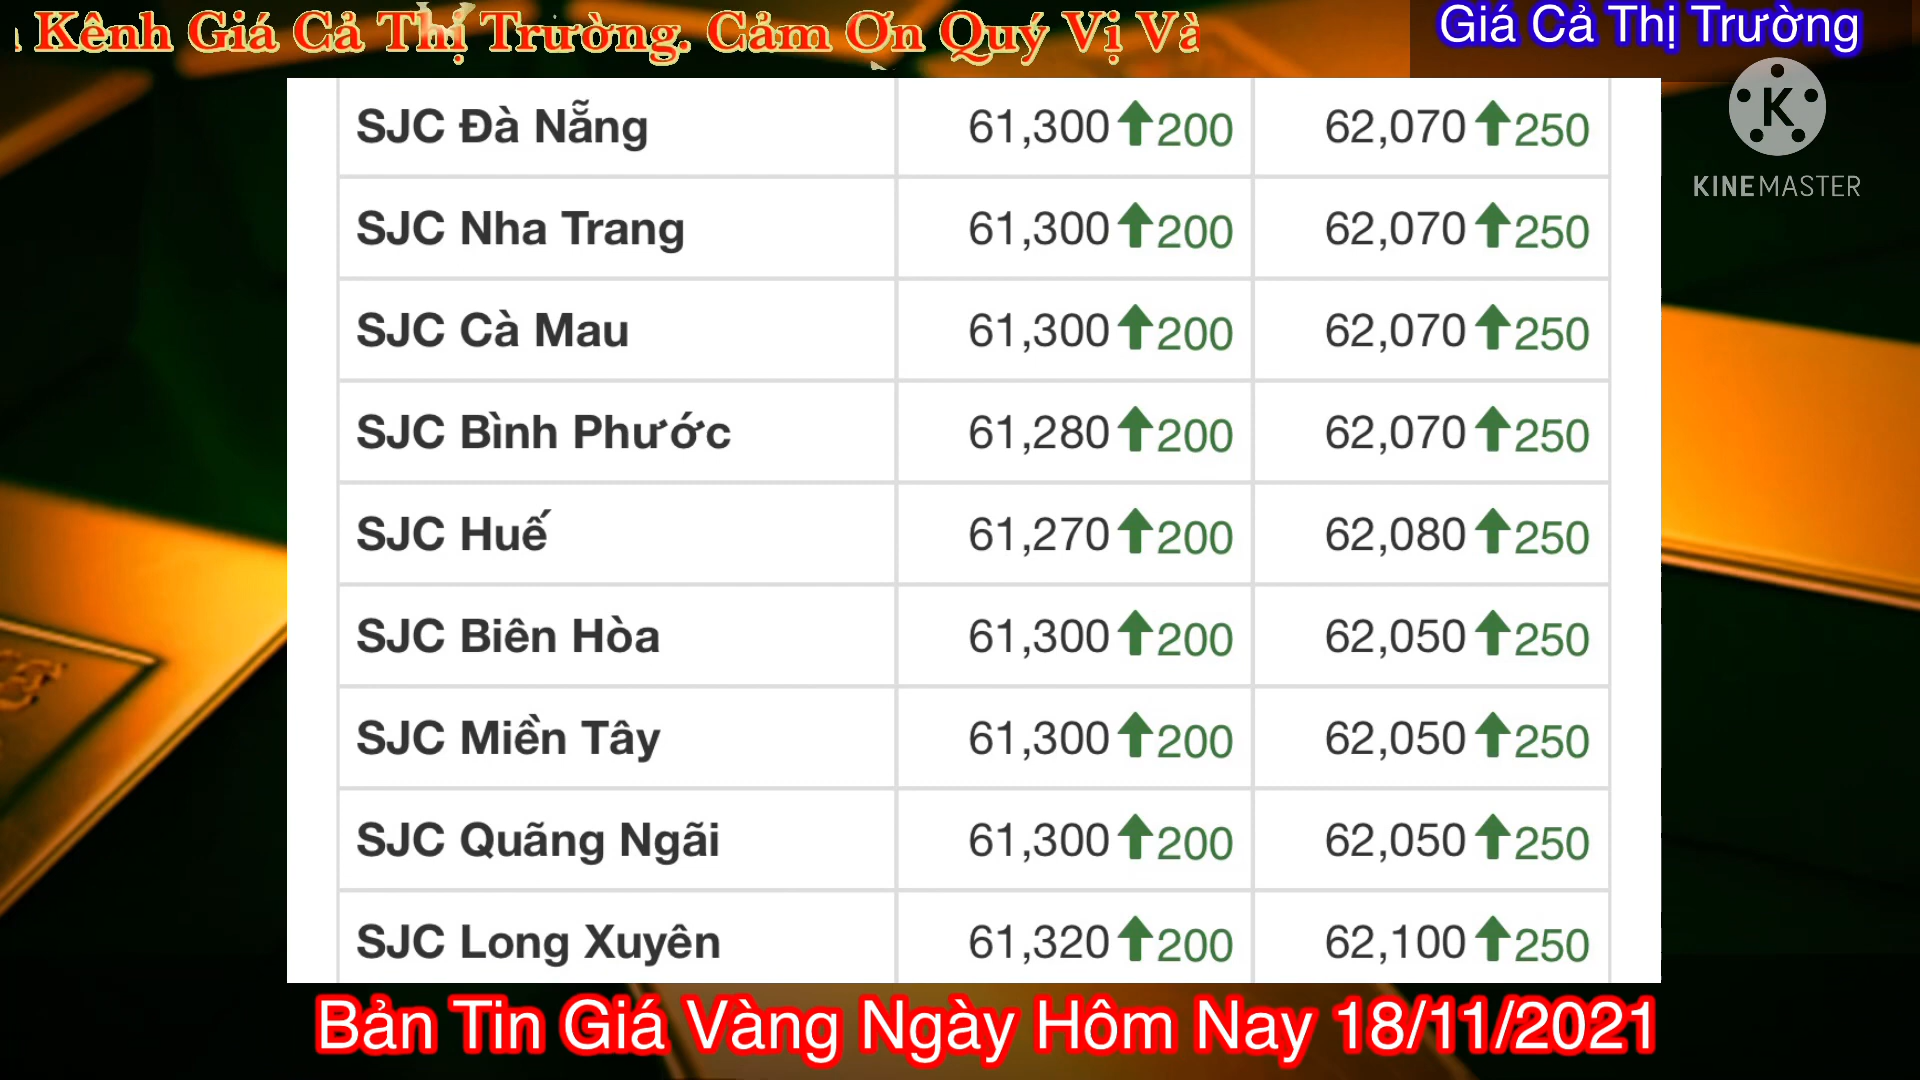 Kênh Giá Cả Thị Trường. Cảm Ơn Quý Vị Và
Giá Cả Thị Trường
KINEMASTER
SJC Đà Nẵng 61,300 200 62,070 250
SJC Nha Trang 61,300 200 62,070 250
SJC Cà Mau 61,300 200 62,070 250
SJC Bình Phước 61,280 200 62,070 250
SJC Huế 61,270 200 62,080 250
SJC Biên Hòa 61,300 200 62,050 250
SJC Miền Tây 61,300 200 62,050 250
SJC Quãng Ngãi 61,300 200 62,050 250
SJC Long Xuyên 61,320 200 62,100 250
Bản Tin Giá Vàng Ngày Hôm Nay 18/11/2021